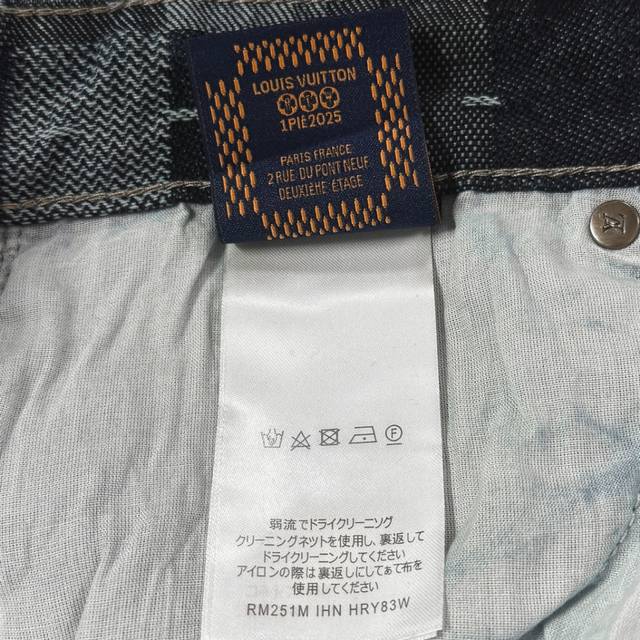 LOUIS VUITTON
1PIÈ2025
PARIS FRANCE
2 RUE DU PONT NEUF
DEUXIÈME ÉTAGE
F
弱流でドライクリーニング
クリーニングネットを使用し、裏返して
ドライクリーニングしてください
アイロンの際は裏返しにしてぁて布を
使用してください
RM251M IHN HRY83W